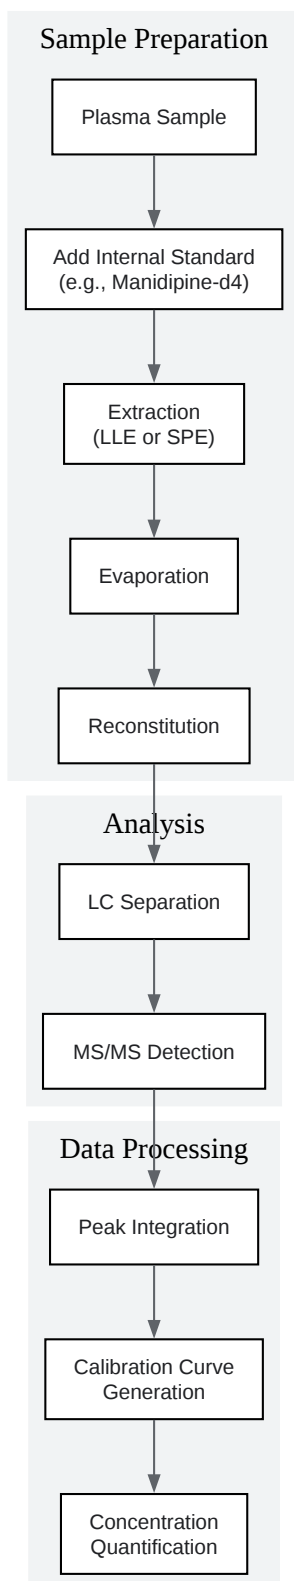 Sample Preparation
Plasma Sample
Add Internal Standard
(e.g., Manidipine-d4)
Extraction
(LLE or SPE)
Evaporation
Reconstitution
Analysis
LC Separation
MS/MS Detection
Data Processing
Peak Integration
Calibration Curve
Generation
Concentration
Quantification